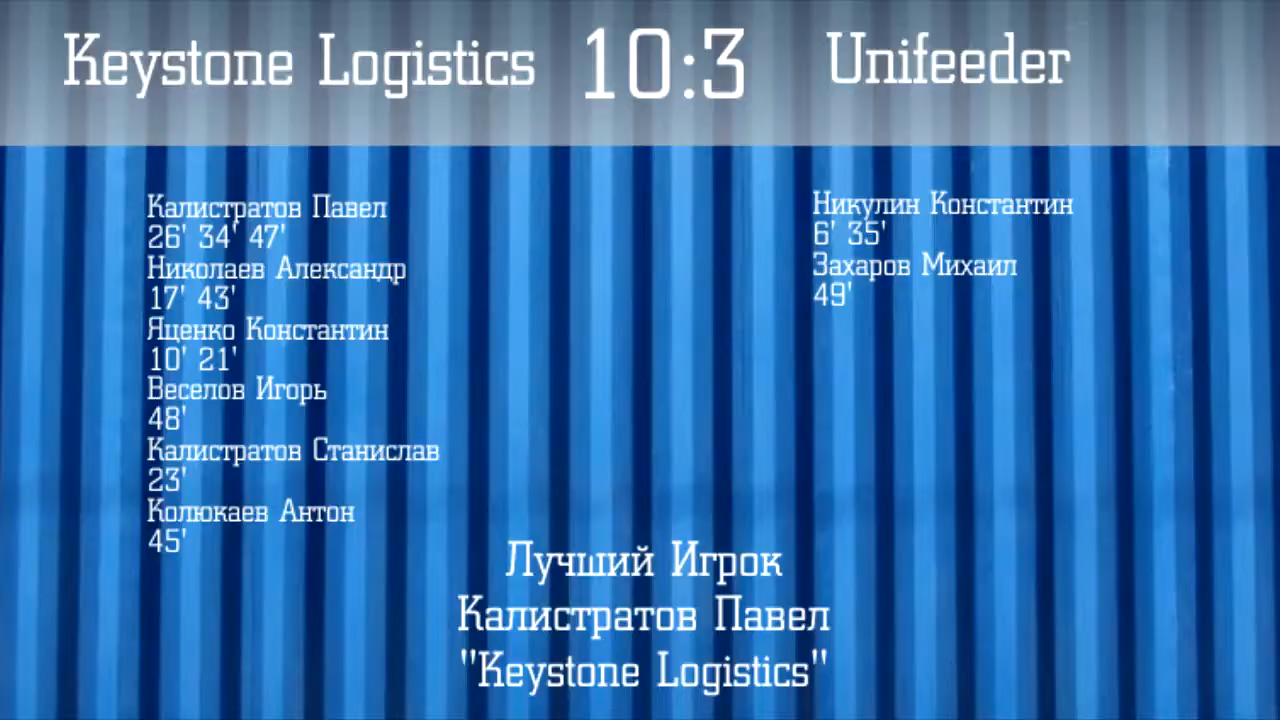 Keystone Logistics 10:3 Unifeeder
Калистратов Павел
26' 34' 47'
Николаев Александр
17' 43'
Яценко Константин
10' 21'
Веселов Игорь
48'
Калистратов Станислав
23'
Колюкаев Антон
45'
Никулин Константин
6' 35'
Захаров Михаил
49'
Лучший Игрок
Калистратов Павел
"Keystone Logistics"